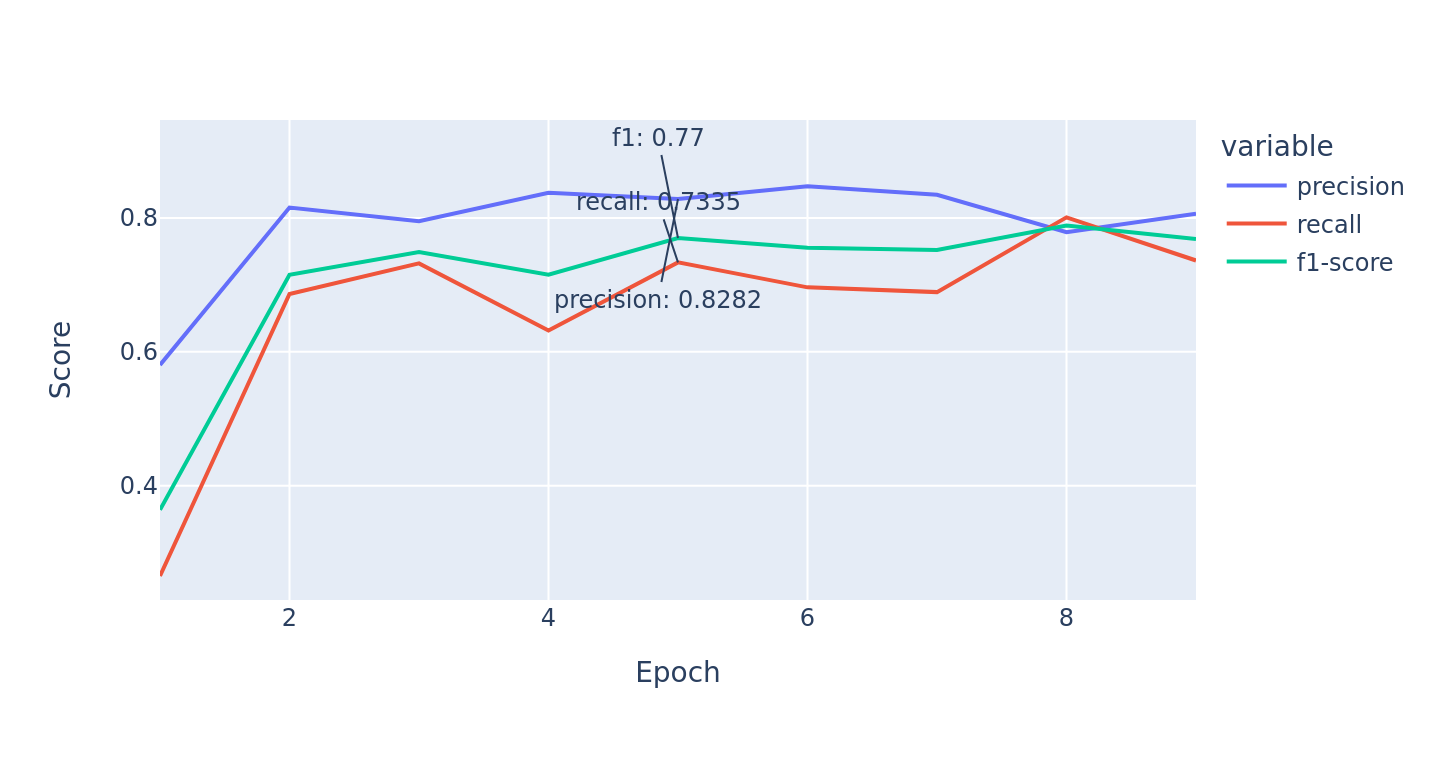 f1: 0.77
recall: 0.7335
precision: 0.8282
0.8
0.6
0.4
Score
2
4
6
8
Epoch
variable
precision
recall
f1-score